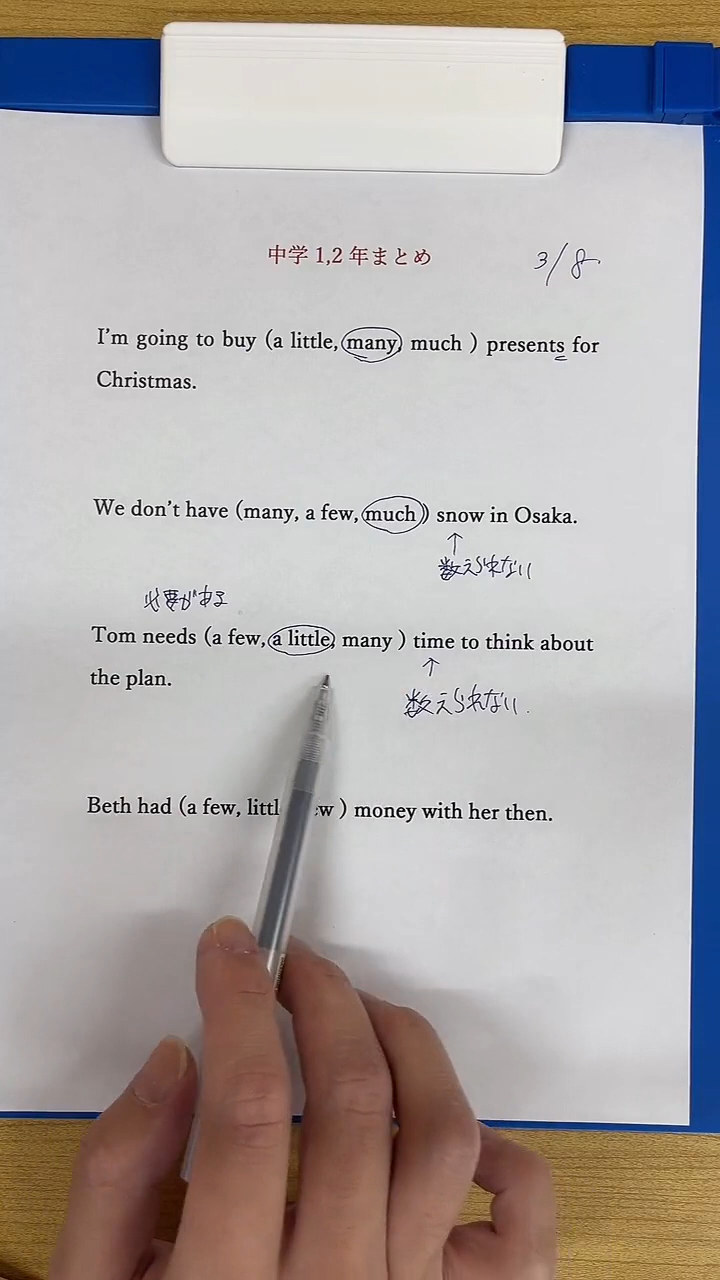 中学1,2年まとめ 3/8.
I'm going to buy (a little, many, much ) presents for
Christmas.
We don't have (many, a few, much ) snow in Osaka.
↑
数えられない
必要がある
Tom needs (a few, a little, many ) time to think about
↑
the plan.
数えられない.
Beth had (a few, ) money with her then.